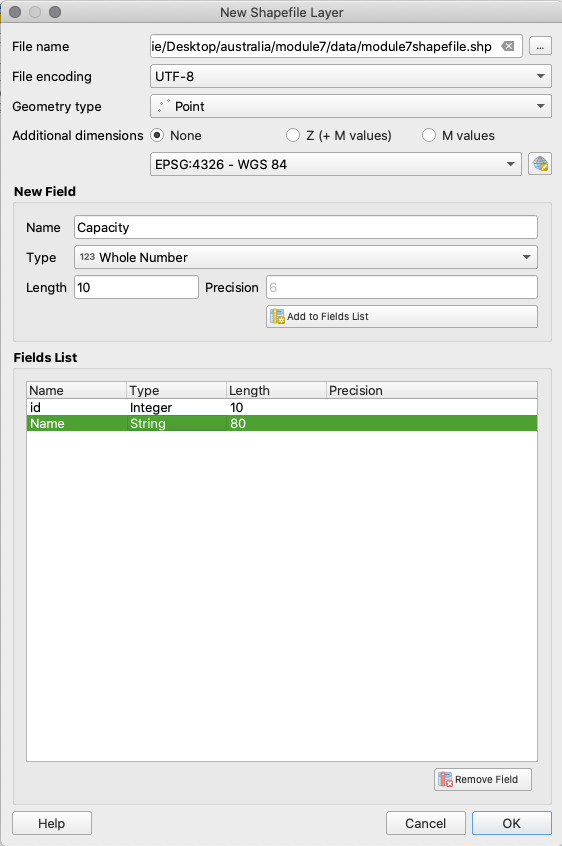 New Shapefile Layer
File name ie/Desktop/australia/module7/data/module7shapefile.shp ...
File encoding UTF-8
Geometry type Point
Additional dimensions None Z (+ M values) M values
EPSG:4326 - WGS 84
New Field
Name Capacity
Type 123 Whole Number
Length 10 Precision 6
Add to Fields List
Fields List
Name Type Length Precision
id Integer 10
Name String 80
Remove Field
Help Cancel OK